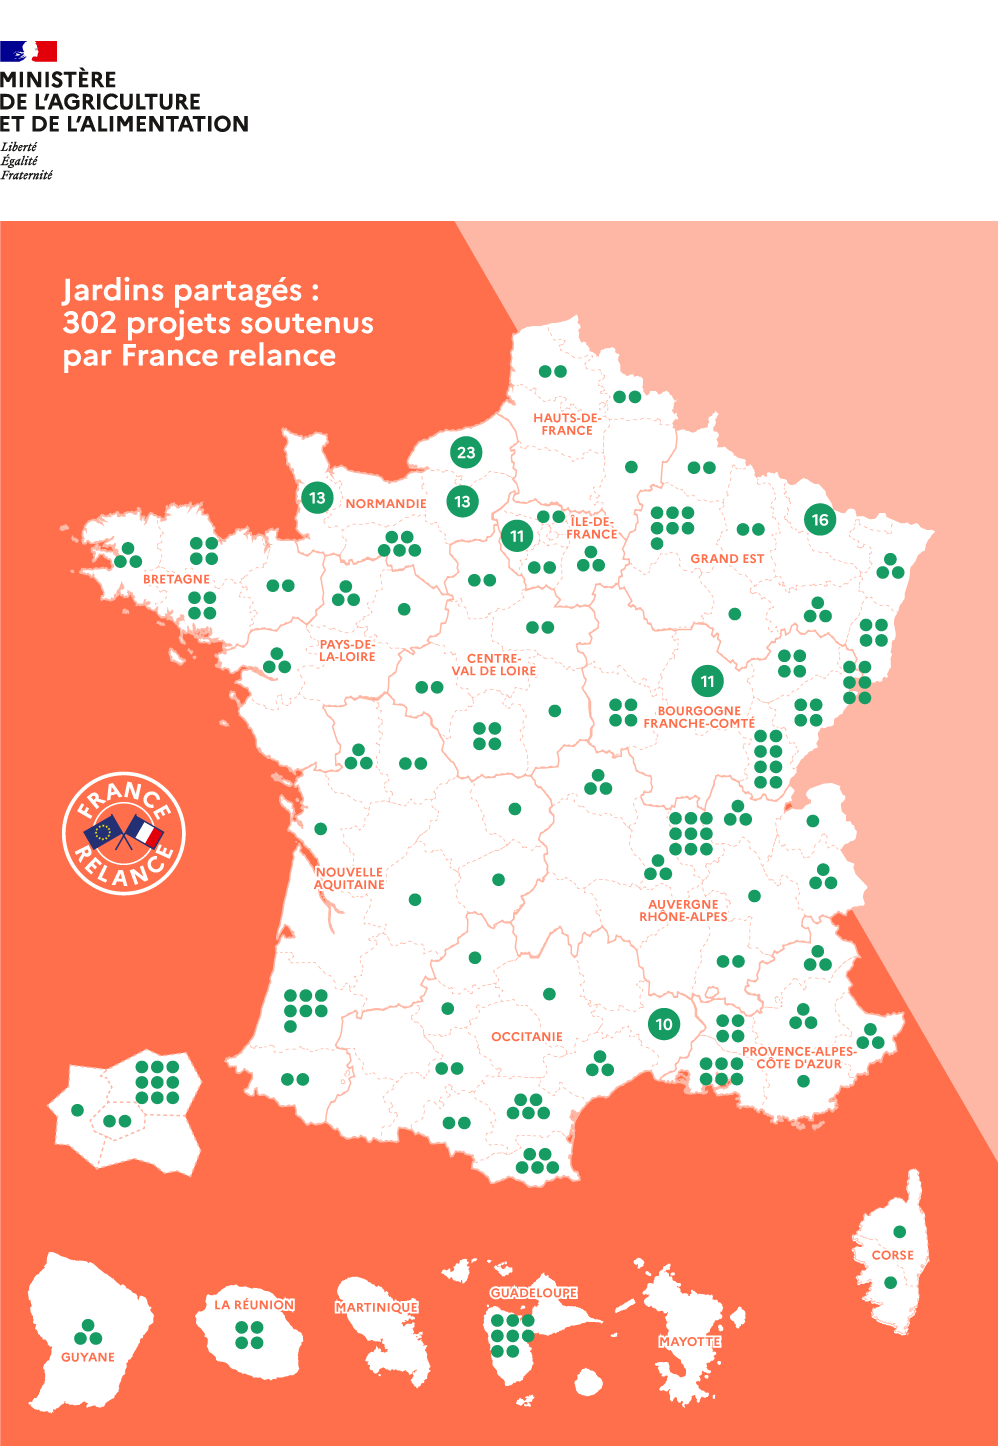 MINISTÈRE
DE L'AGRICULTURE
ET DE L'ALIMENTATION
Liberté
Égalité
Fraternité
Jardins partagés :
302 projets soutenus
par France relance
HAUTS-DE-
FRANCE
23
13
NORMANDIE
13
11
ÎLE-DE-
FRANCE
16
GRAND EST
BRETAGNE
PAYS-DE-
LA-LOIRE
CENTRE-
VAL DE LOIRE
11
BOURGOGNE
FRANCHE-COMTÉ
FRANCE
RELANCE
NOUVELLE
AQUITAINE
AUVERGNE
RHÔNE-ALPES
10
OCCITANIE
PROVENCE-ALPES-
CÔTE D'AZUR
CORSE
GUYANE
LA RÉUNION
MARTINIQUE
GUADELOUPE
MAYOTTE